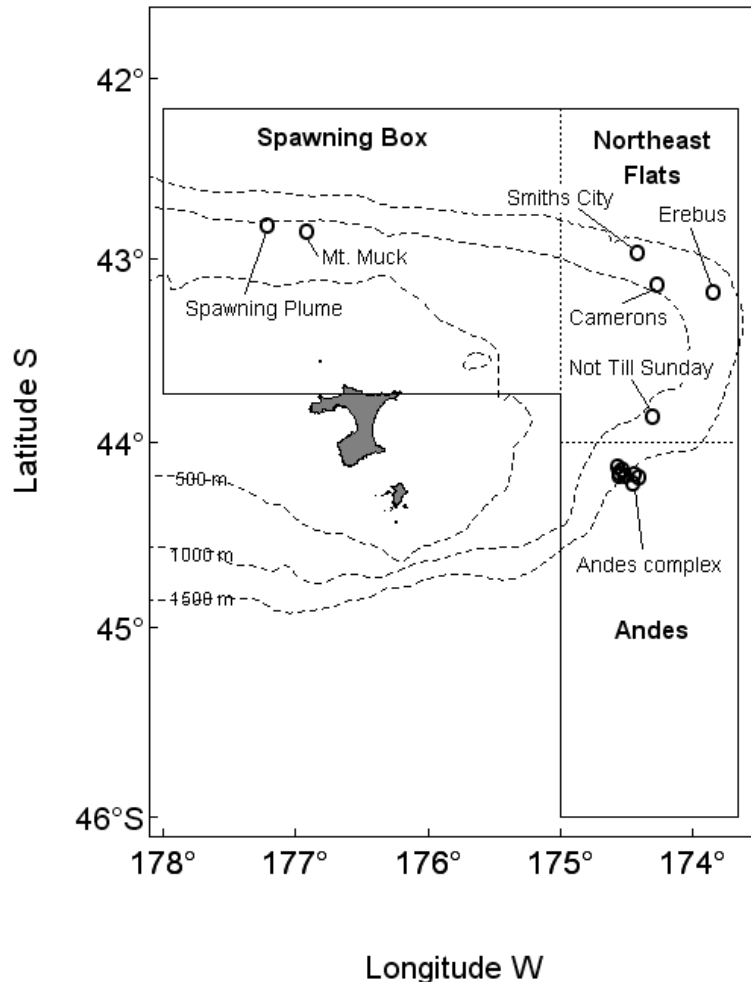 42°
Spawning Box
Northeast
Flats
Smiths City
Erebus
43°
Mt. Muck
Spawning Plume
Camerons
Not Till Sunday
Latitude S
44°
500 m
1000 m
Andes complex
1500 m
45°
Andes
46°S
178°
177°
176°
175°
174°
Longitude W